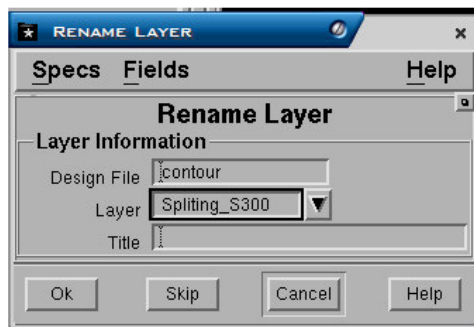 RENAME LAYER
Specs Fields Help
Rename Layer
Layer Information
Design File contour
Layer Spliting_S300
Title
Ok Skip Cancel Help